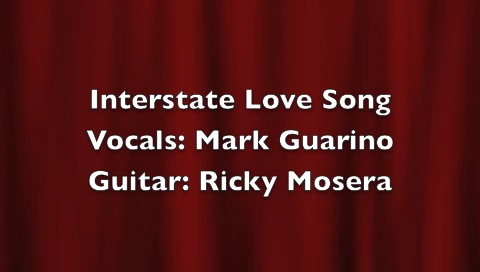 Interstate Love Song
Vocals: Mark Guarino
Guitar: Ricky Mosera